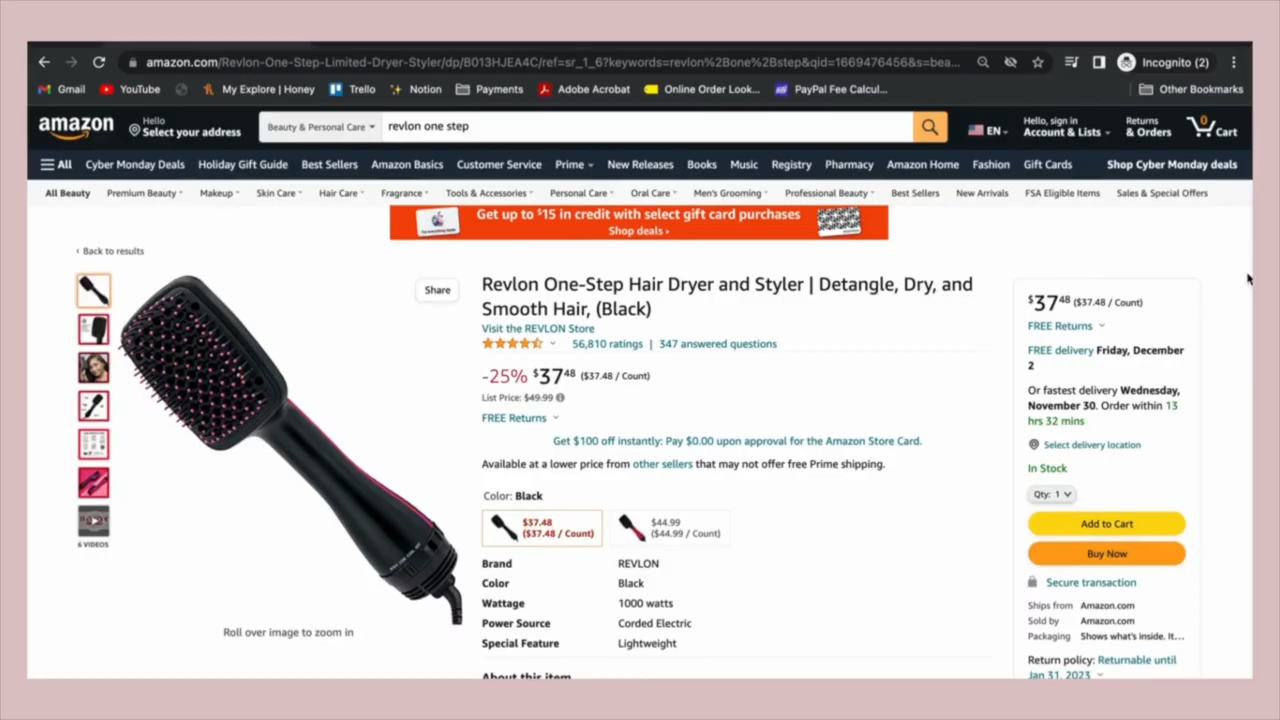 amazon.com/Revlon-One-Step-Limited-Dryer-Styler/dp/B013HJEA4C/ref=sr_1_6?keywords=revlon%2Bone%2Bstep&qid=1669476456&s=bea...
Incognito (2)
Gmail YouTube My Explore | Honey Trello Notion Payments Adobe Acrobat Online Order Look... PayPal Fee Calcul... Other Bookmarks
amazon
Hello
Select your address
Beauty & Personal Care
revlon one step
EN
Hello, sign in
Account & Lists
Returns
& Orders
0
Cart
All Cyber Monday Deals Holiday Gift Guide Best Sellers Amazon Basics Customer Service Prime New Releases Books Music Registry Pharmacy Amazon Home Fashion Gift Cards Shop Cyber Monday deals
All Beauty Premium Beauty Makeup Skin Care Hair Care Fragrance Tools & Accessories Personal Care Oral Care Men's Grooming Professional Beauty Best Sellers New Arrivals FSA Eligible Items Sales & Special Offers
Get up to $15 in credit with select gift card purchases
Shop deals ›
‹ Back to results
Share
6 VIDEOS
Roll over image to zoom in
Revlon One-Step Hair Dryer and Styler | Detangle, Dry, and
Smooth Hair, (Black)
Visit the REVLON Store
56,810 ratings | 347 answered questions
-25% $37⁴⁸ ($37.48 / Count)
List Price: $49.99
FREE Returns
Get $100 off instantly: Pay $0.00 upon approval for the Amazon Store Card.
Available at a lower price from other sellers that may not offer free Prime shipping.
Color: Black
$37.48
($37.48 / Count)
$44.99
($44.99 / Count)
Brand REVLON
Color Black
Wattage 1000 watts
Power Source Corded Electric
Special Feature Lightweight
About this item
$37⁴⁸ ($37.48 / Count)
FREE Returns
FREE delivery Friday, December
2
Or fastest delivery Wednesday,
November 30. Order within 13
hrs 32 mins
Select delivery location
In Stock
Qty: 1
Add to Cart
Buy Now
Secure transaction
Ships from Amazon.com
Sold by Amazon.com
Packaging Shows what's inside. It...
Return policy: Returnable until
Jan 31, 2023